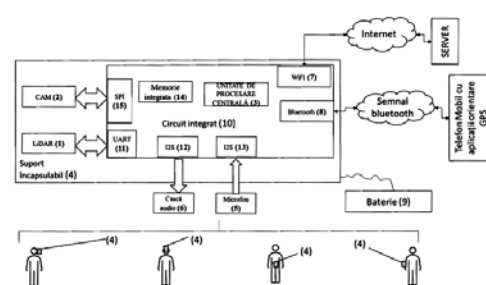 Internet
SERVER
WiFi (7)
CAM (2)
SPI
(15)
Memorie
integrata (14)
UNITATE DE
PROCESARE
CENTRALĂ (3)
Bluetooth (8)
Semnal
bluetooth
Telefon Mobil cu
aplicații orientare
GPS
Circuit integrat (10)
LiDAR (1)
UART
(11)
I2S (12)
I2S (13)
Suport
Incapsulabil (4)
Cască
audio (6)
Microfon
(5)
Baterie (9)
(4)
(4)
(4)
(4)